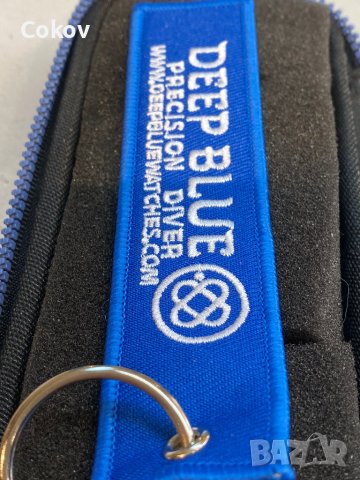 Cokov
DEEP BLUE
PRECISION DIVER
WWW.DEEPBLUEWATCHES.COM
BAZAR